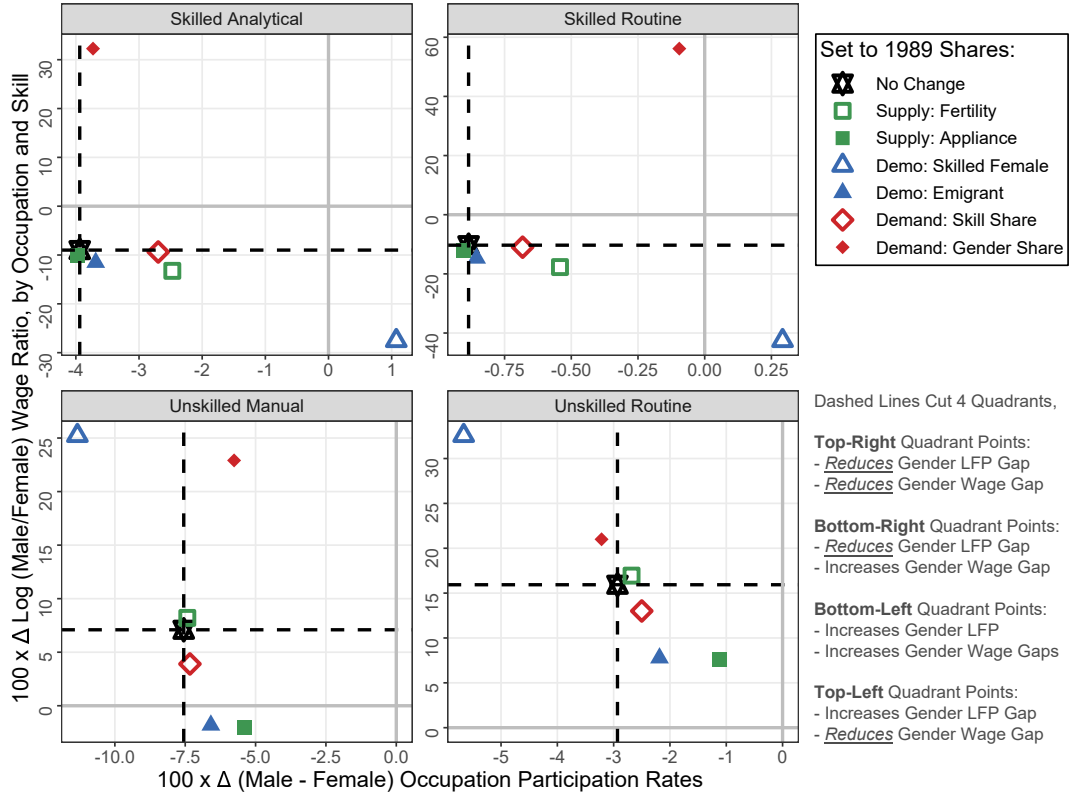 Skilled Analytical
Skilled Routine
30
20
10
0
-10
-20
-30
-4
-3
-2
-1
0
1
60
40
20
0
-20
-40
-0.75
-0.50
-0.25
0.00
0.25
Set to 1989 Shares:
No Change
Supply: Fertility
Supply: Appliance
Demo: Skilled Female
Demo: Emigrant
Demand: Skill Share
Demand: Gender Share
100 x Δ Log (Male/Female) Wage Ratio, by Occupation and Skill
Unskilled Manual
Unskilled Routine
25
20
15
10
5
0
-10.0
-7.5
-5.0
-2.5
0.0
30
25
20
15
10
5
0
-5
-4
-3
-2
-1
0
100 x Δ (Male - Female) Occupation Participation Rates
Dashed Lines Cut 4 Quadrants,
Top-Right Quadrant Points:
- Reduces Gender LFP Gap
- Reduces Gender Wage Gap
Bottom-Right Quadrant Points:
- Reduces Gender LFP Gap
- Increases Gender Wage Gap
Bottom-Left Quadrant Points:
- Increases Gender LFP
- Increases Gender Wage Gaps
Top-Left Quadrant Points:
- Increases Gender LFP Gap
- Reduces Gender Wage Gap